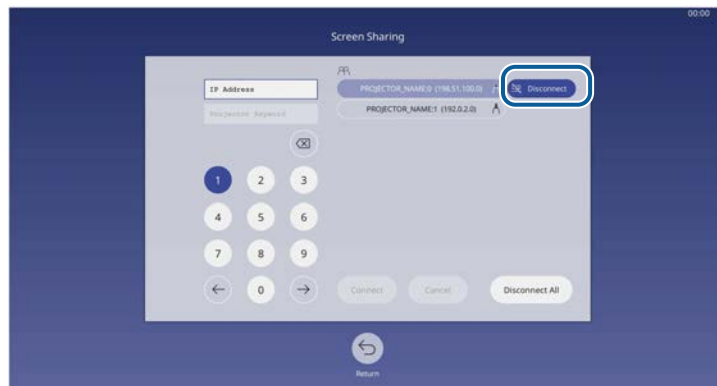 00:00
Screen Sharing
IP Address
Projector Keyword
PROJECTOR_NAME:0 (198.51.100.0)
Disconnect
PROJECTOR_NAME:1 (192.0.2.0)
1 2 3
4 5 6
7 8 9
0
Connect
Cancel
Disconnect All
Return